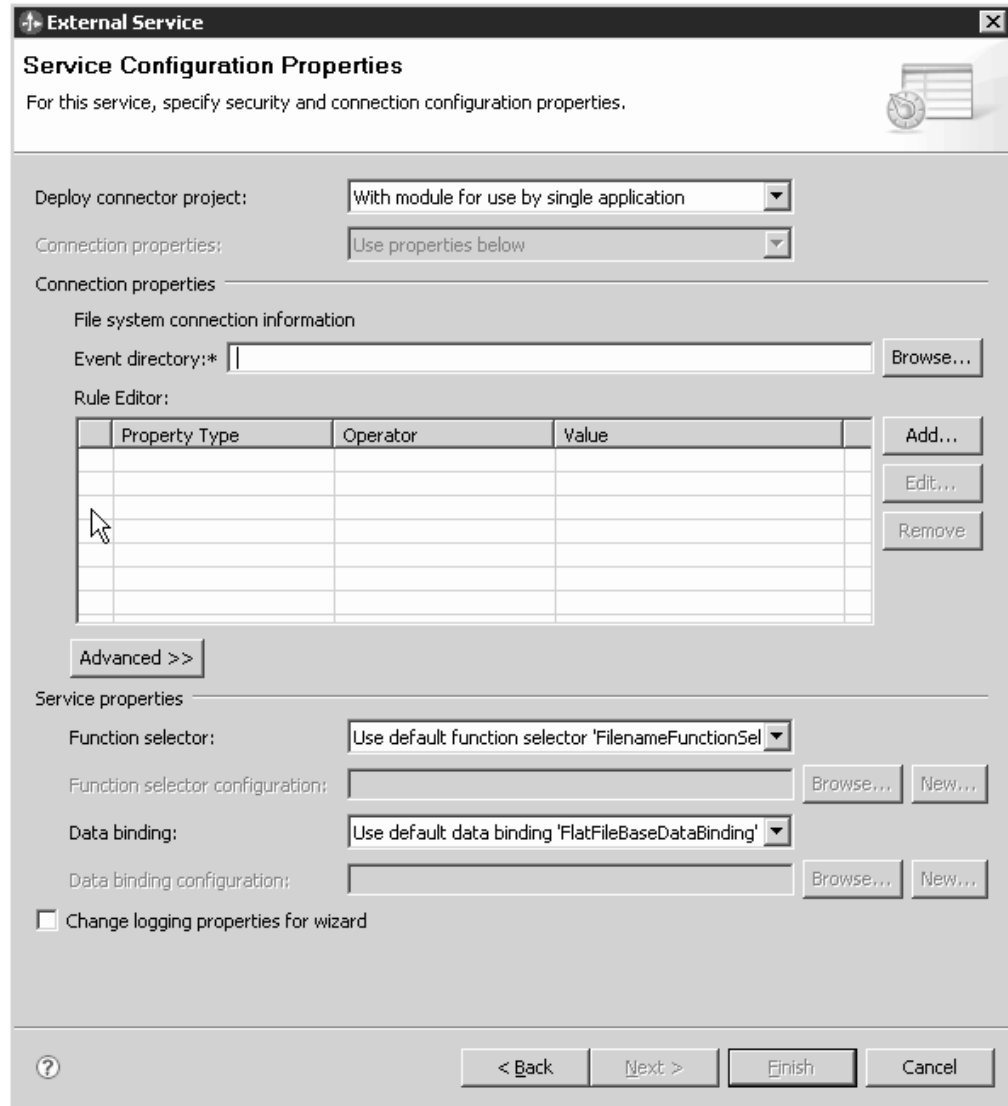 External Service
Service Configuration Properties
For this service, specify security and connection configuration properties.
Deploy connector project: With module for use by single application
Connection properties: Use properties below
Connection properties
File system connection information
Event directory:* Browse...
Rule Editor:
Property Type Operator Value Add...
Edit...
Remove
Advanced >>
Service properties
Function selector: Use default function selector 'FilenameFunctionSel
Function selector configuration: Browse... New...
Data binding: Use default data binding 'FlatFileBaseDataBinding'
Data binding configuration: Browse... New...
Change logging properties for wizard
? < Back Next > Finish Cancel